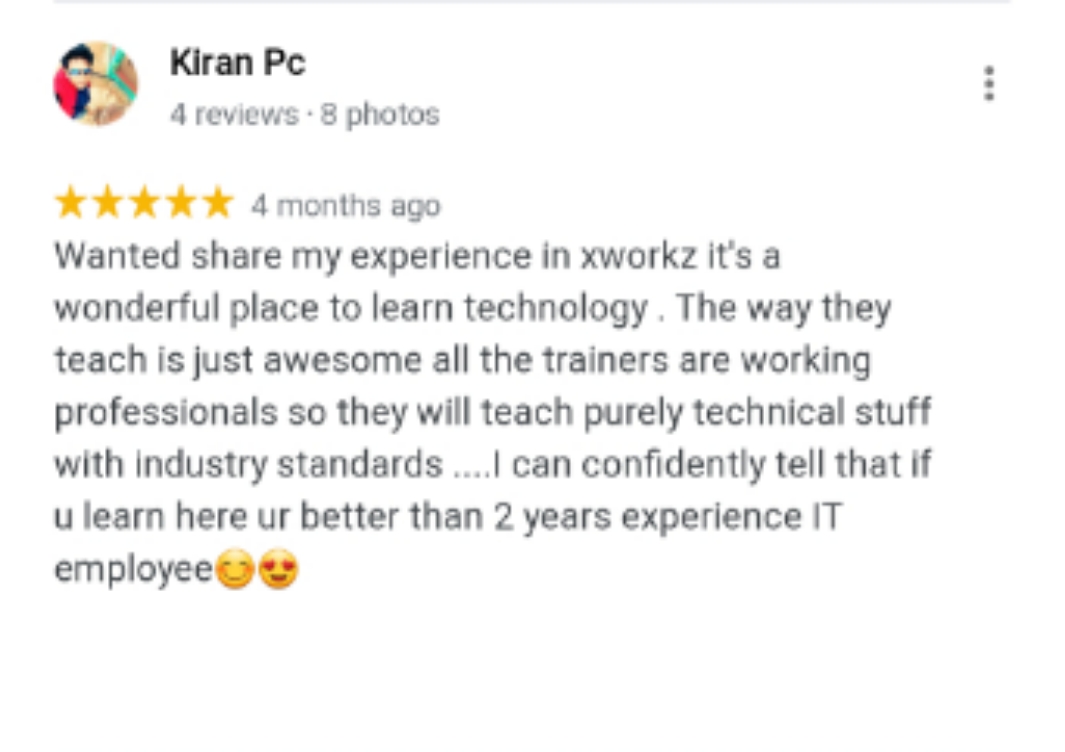 Kiran Pc
4 reviews · 8 photos
4 months ago
Wanted share my experience in xworkz it's a
wonderful place to learn technology . The way they
teach is just awesome all the trainers are working
professionals so they will teach purely technical stuff
with industry standards ....I can confidently tell that if
u learn here ur better than 2 years experience IT
employee😊😍